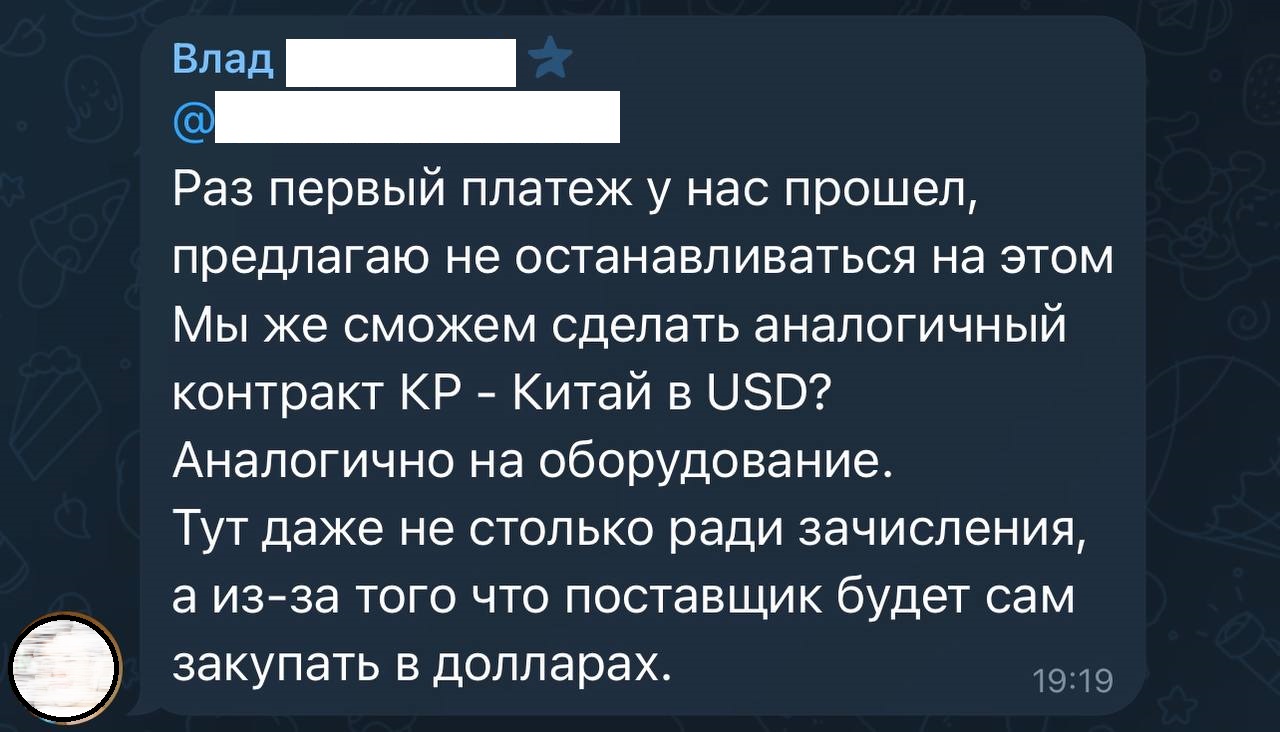 Влад
@
Раз первый платеж у нас прошел,
предлагаю не останавливаться на этом
Мы же сможем сделать аналогичный
контракт КР - Китай в USD?
Аналогично на оборудование.
Тут даже не столько ради зачисления,
а из-за того что поставщик будет сам
закупать в долларах.
19:19